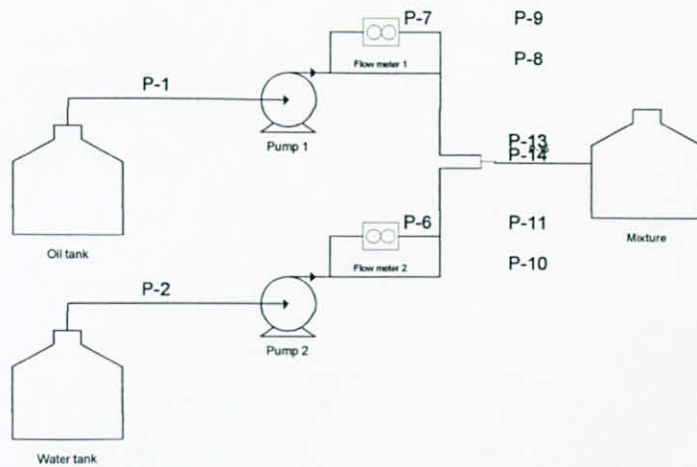 P-7
P-9
P-8
Flow meter 1
P-1
Pump 1
P-13
P-14
Oil tank
P-6
P-11
Mixture
Flow meter 2
P-10
P-2
Pump 2
Water tank